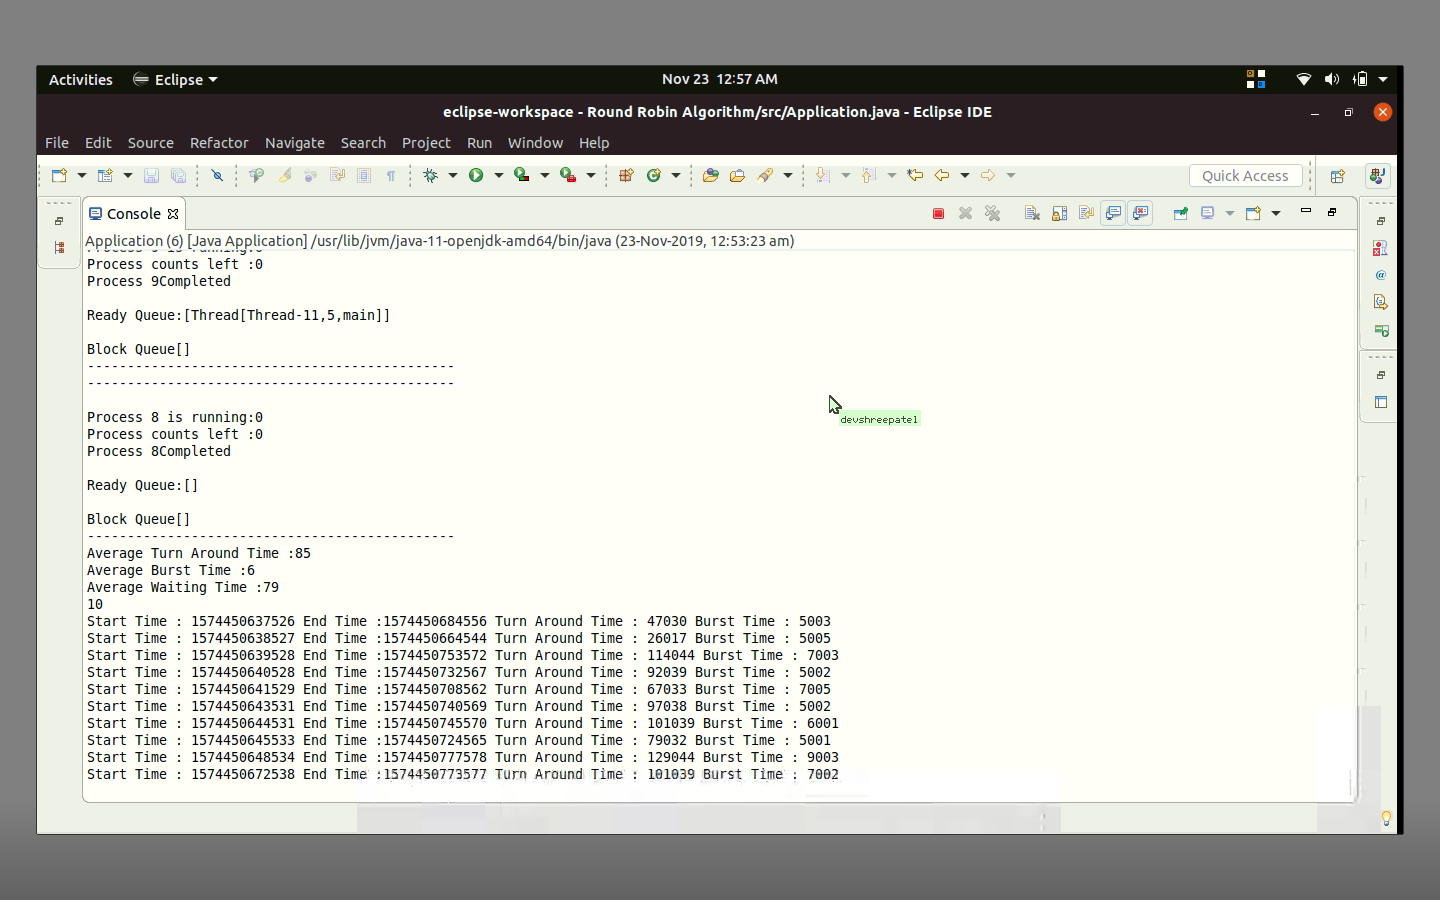 Activities Eclipse Nov 23 12:57 AM
eclipse-workspace - Round Robin Algorithm/src/Application.java - Eclipse IDE
File Edit Source Refactor Navigate Search Project Run Window Help
Quick Access
Console
Application (6) [Java Application] /usr/lib/jvm/java-11-openjdk-amd64/bin/java (23-Nov-2019, 12:53:23 am)
Process counts left :0
Process 9Completed
Ready Queue:[Thread[Thread-11,5,main]]
Block Queue[]
----------------------------------------------
----------------------------------------------
devshreepatel
Process 8 is running:0
Process counts left :0
Process 8Completed
Ready Queue:[]
Block Queue[]
----------------------------------------------
Average Turn Around Time :85
Average Burst Time :6
Average Waiting Time :79
10
Start Time : 1574450637526 End Time :1574450684556 Turn Around Time : 47030 Burst Time : 5003
Start Time : 1574450638527 End Time :1574450664544 Turn Around Time : 26017 Burst Time : 5005
Start Time : 1574450639528 End Time :1574450753572 Turn Around Time : 114044 Burst Time : 7003
Start Time : 1574450640528 End Time :1574450732567 Turn Around Time : 92039 Burst Time : 5002
Start Time : 1574450641529 End Time :1574450708562 Turn Around Time : 67033 Burst Time : 7005
Start Time : 1574450643531 End Time :1574450740569 Turn Around Time : 97038 Burst Time : 5002
Start Time : 1574450644531 End Time :1574450745570 Turn Around Time : 101039 Burst Time : 6001
Start Time : 1574450645533 End Time :1574450724565 Turn Around Time : 79032 Burst Time : 5001
Start Time : 1574450648534 End Time :1574450777578 Turn Around Time : 129044 Burst Time : 9003
Start Time : 1574450672538 End Time :1574450773577 Turn Around Time : 101039 Burst Time : 7002